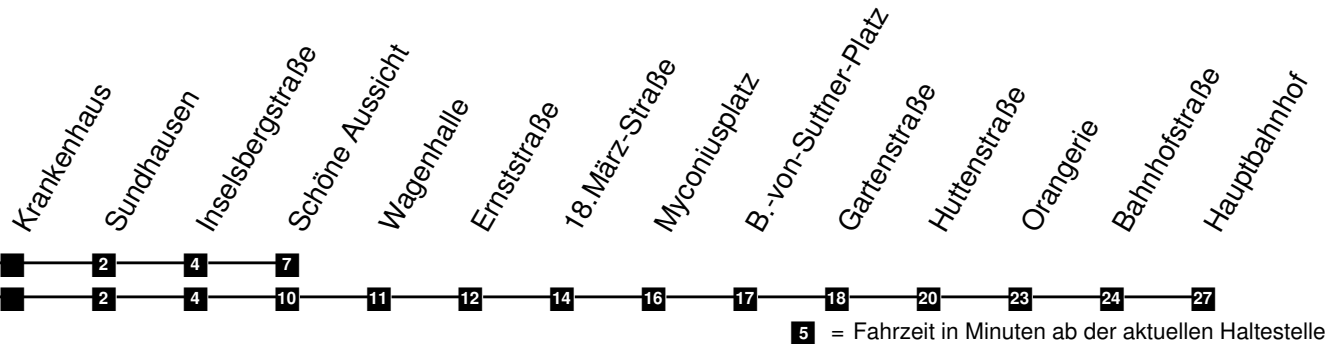 Krankenhaus
Sundhausen
Inselsbergstraße
Schöne Aussicht
Wagenhalle
Ernststraße
18.März-Straße
Myconiusplatz
B.-von-Suttner-Platz
Gartenstraße
Huttenstraße
Orangerie
Bahnhofstraße
Hauptbahnhof
2 4 7
2 4 10 11 12 14 16 17 18 20 23 24 27
5 = Fahrzeit in Minuten ab der aktuellen Haltestelle